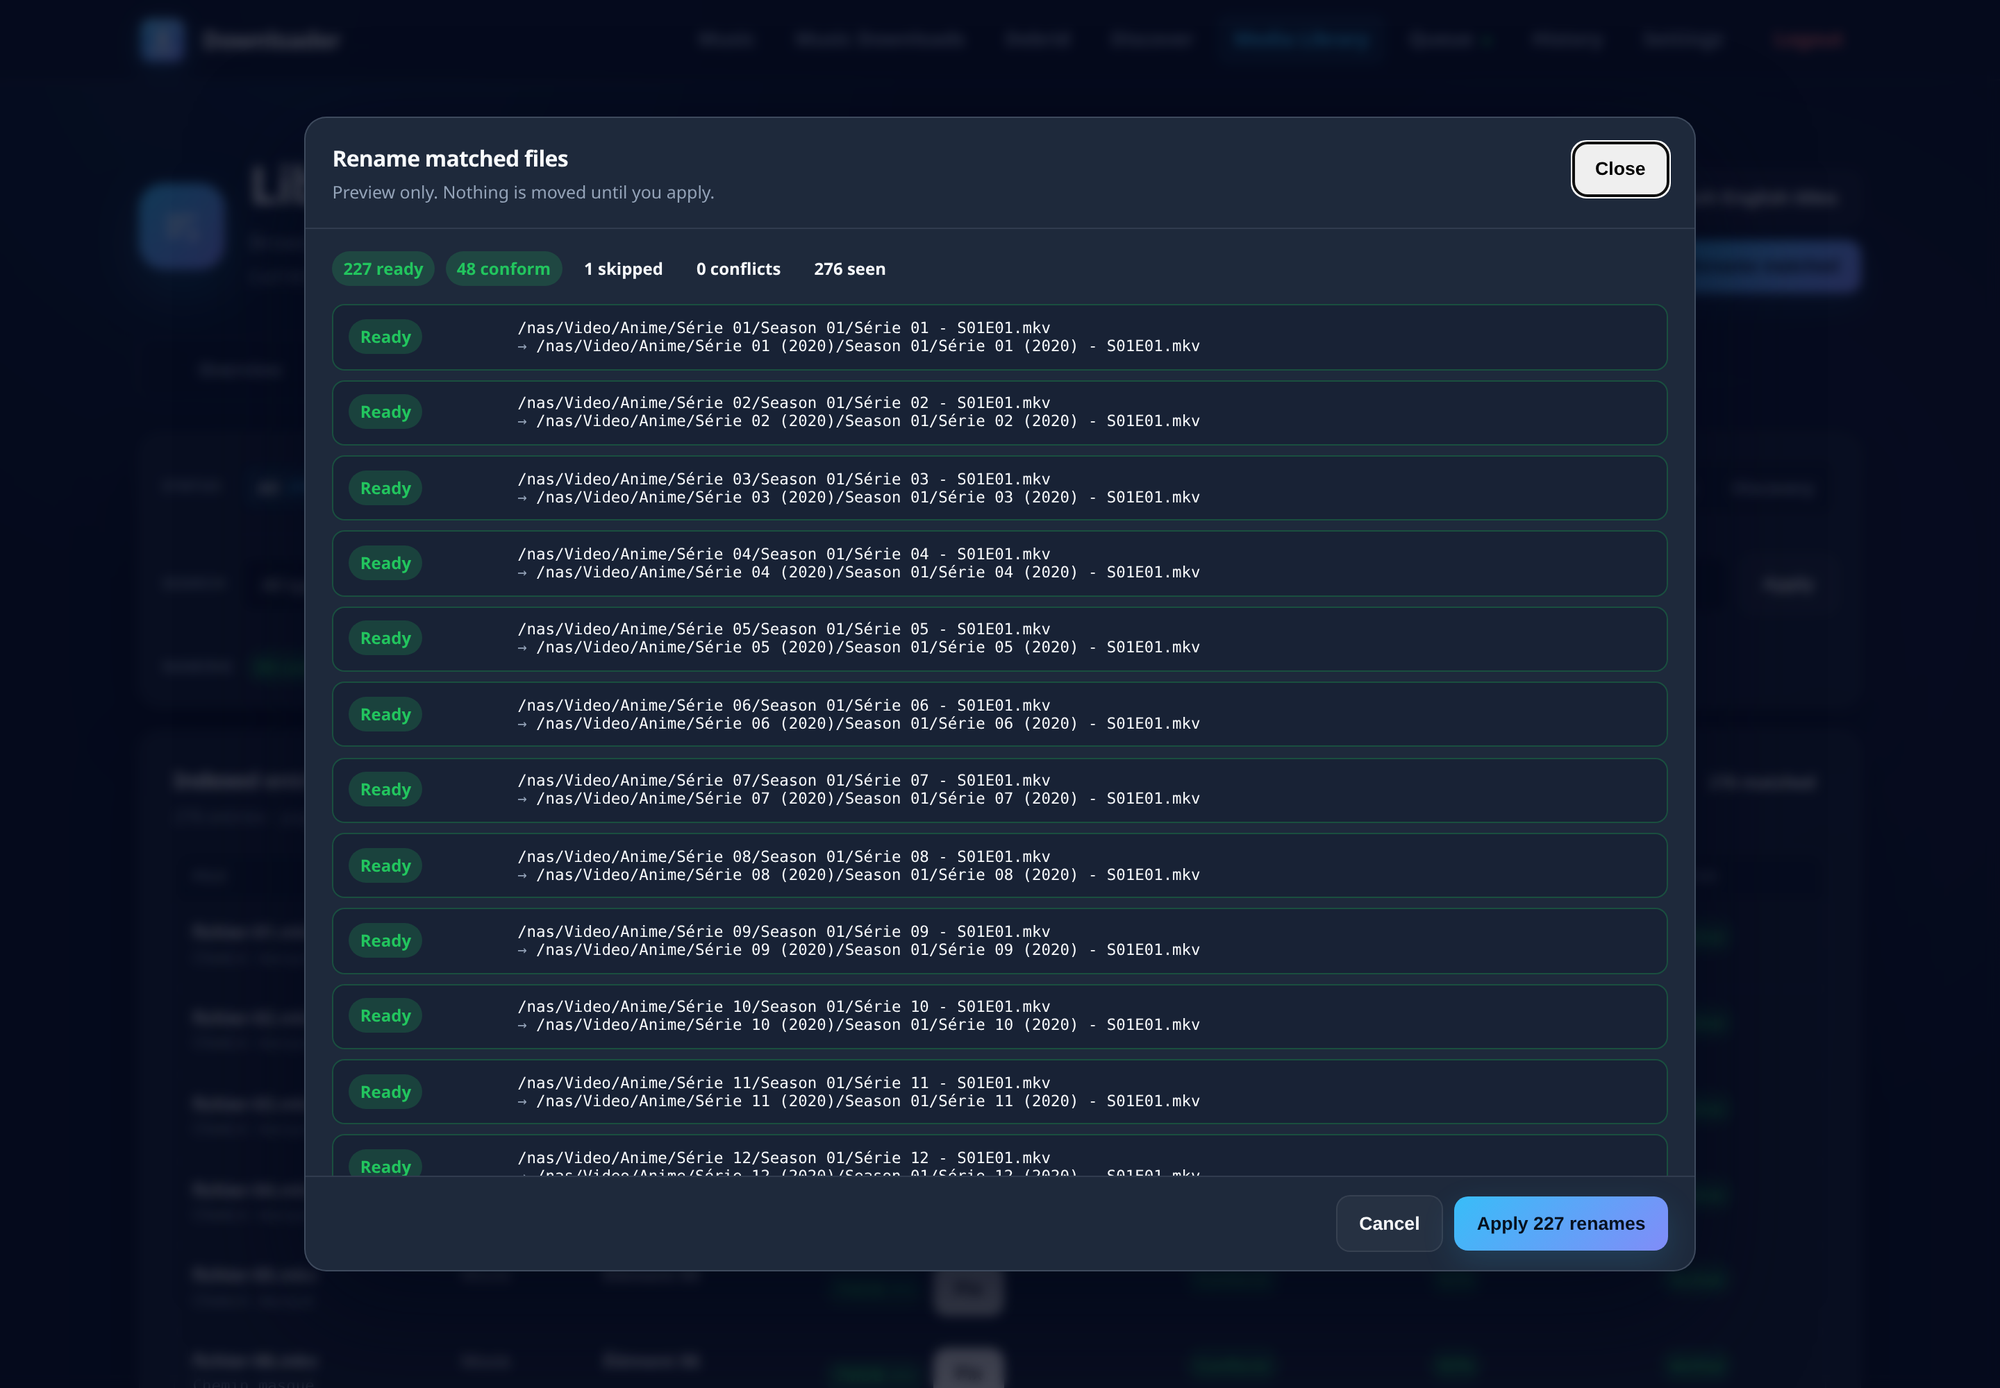 Downloader
Rename matched files
Close
Preview only. Nothing is moved until you apply.
227 ready 48 conform 1 skipped 0 conflicts 276 seen
Ready /nas/Video/Anime/Série 01/Season 01/Série 01 - S01E01.mkv
→ /nas/Video/Anime/Série 01 (2020)/Season 01/Série 01 (2020) - S01E01.mkv
Ready /nas/Video/Anime/Série 02/Season 01/Série 02 - S01E01.mkv
→ /nas/Video/Anime/Série 02 (2020)/Season 01/Série 02 (2020) - S01E01.mkv
Ready /nas/Video/Anime/Série 03/Season 01/Série 03 - S01E01.mkv
→ /nas/Video/Anime/Série 03 (2020)/Season 01/Série 03 (2020) - S01E01.mkv
Ready /nas/Video/Anime/Série 04/Season 01/Série 04 - S01E01.mkv
→ /nas/Video/Anime/Série 04 (2020)/Season 01/Série 04 (2020) - S01E01.mkv
Ready /nas/Video/Anime/Série 05/Season 01/Série 05 - S01E01.mkv
→ /nas/Video/Anime/Série 05 (2020)/Season 01/Série 05 (2020) - S01E01.mkv
Ready /nas/Video/Anime/Série 06/Season 01/Série 06 - S01E01.mkv
→ /nas/Video/Anime/Série 06 (2020)/Season 01/Série 06 (2020) - S01E01.mkv
Ready /nas/Video/Anime/Série 07/Season 01/Série 07 - S01E01.mkv
→ /nas/Video/Anime/Série 07 (2020)/Season 01/Série 07 (2020) - S01E01.mkv
Ready /nas/Video/Anime/Série 08/Season 01/Série 08 - S01E01.mkv
→ /nas/Video/Anime/Série 08 (2020)/Season 01/Série 08 (2020) - S01E01.mkv
Ready /nas/Video/Anime/Série 09/Season 01/Série 09 - S01E01.mkv
→ /nas/Video/Anime/Série 09 (2020)/Season 01/Série 09 (2020) - S01E01.mkv
Ready /nas/Video/Anime/Série 10/Season 01/Série 10 - S01E01.mkv
→ /nas/Video/Anime/Série 10 (2020)/Season 01/Série 10 (2020) - S01E01.mkv
Ready /nas/Video/Anime/Série 11/Season 01/Série 11 - S01E01.mkv
→ /nas/Video/Anime/Série 11 (2020)/Season 01/Série 11 (2020) - S01E01.mkv
Ready /nas/Video/Anime/Série 12/Season 01/Série 12 - S01E01.mkv
→ /nas/Video/Anime/Série 12 (2020)/Season 01/Série 12 (2020) - S01E01.mkv
Cancel Apply 227 renames